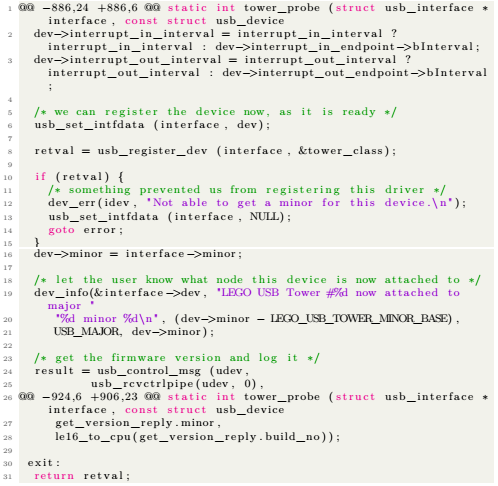 1 @@ −886,24 +886,6 @@ static int tower_probe (struct usb_interface *
interface, const struct usb_device
2 dev−>interrupt_in_interval = interrupt_in_interval ?
interrupt_in_interval : dev−>interrupt_in_endpoint−>bInterval;
3 dev−>interrupt_out_interval = interrupt_out_interval ?
interrupt_out_interval : dev−>interrupt_out_endpoint−>bInterval
;
4
5 /* we can register the device now, as it is ready */
6 usb_set_intfdata (interface, dev);
7
8 retval = usb_register_dev (interface, &tower_class);
9
10 if (retval) {
11 /* something prevented us from registering this driver */
12 dev_err(idev, "Not able to get a minor for this device.\n");
13 usb_set_intfdata (interface, NULL);
14 goto error;
15 }
16 dev−>minor = interface−>minor;
17
18 /* let the user know what node this device is now attached to */
19 dev_info(&interface−>dev, "LEGO USB Tower #%d now attached to
major "
20 "%d minor %d\n", (dev−>minor − LEGO_USB_TOWER_MINOR_BASE),
21 USB_MAJOR, dev−>minor);
22
23 /* get the firmware version and log it */
24 result = usb_control_msg (udev,
25 usb_rcvctrlpipe(udev, 0),
26 @@ −924,6 +906,23 @@ static int tower_probe (struct usb_interface *
interface, const struct usb_device
27 get_version_reply.minor,
28 le16_to_cpu(get_version_reply.build_no));
29
30 exit:
31 return retval;